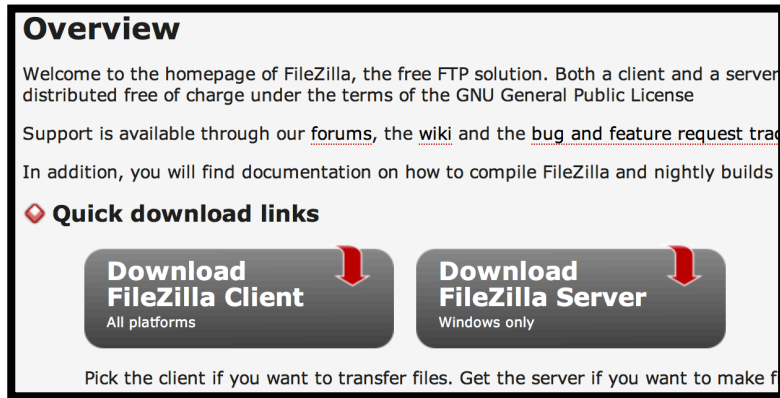 Overview
Welcome to the homepage of FileZilla, the free FTP solution. Both a client and a server
distributed free of charge under the terms of the GNU General Public License
Support is available through our forums, the wiki and the bug and feature request
In addition, you will find documentation on how to compile FileZilla and nightly builds
Quick download links
Download
FileZilla Client
All platforms
Download
FileZilla Server
Windows only
Pick the client if you want to transfer files. Get the server if you want to make